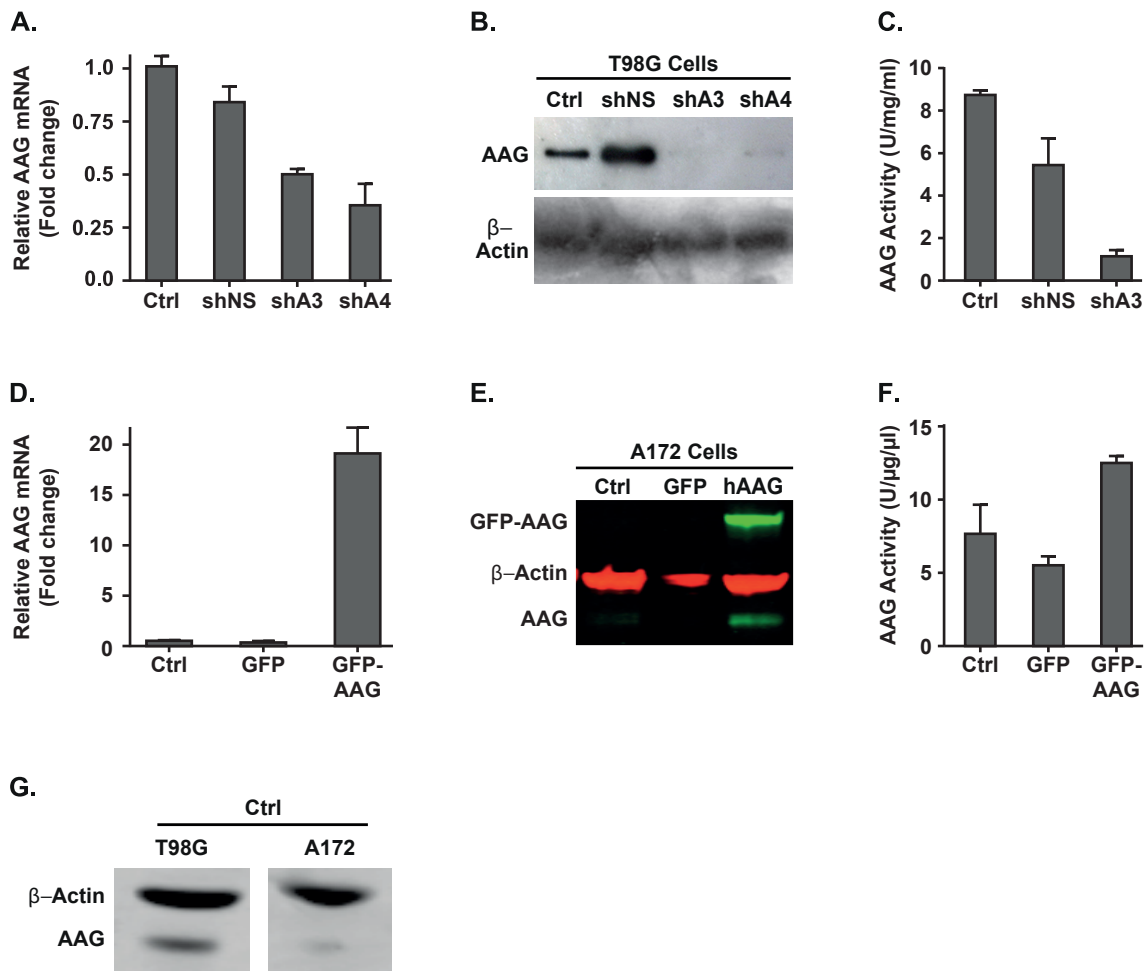 A.
Relative AAG mRNA
(Fold change)
1.0
0.75
0.5
0.25
0.0
Ctrl shNS shA3 shA4
B.
T98G Cells
Ctrl shNS shA3 shA4
AAG
β–
Actin
C.
AAG Activity (U/mg/ml)
10
8
6
4
2
0
Ctrl shNS shA3
D.
Relative AAG mRNA
(Fold change)
20
15
10
5
0
Ctrl GFP GFP-
AAG
E.
A172 Cells
Ctrl GFP hAAG
GFP-AAG
β–Actin
AAG
F.
AAG Activity (U/µg/µl)
15
10
5
0
Ctrl GFP GFP-
AAG
G.
Ctrl
T98G A172
β–Actin
AAG